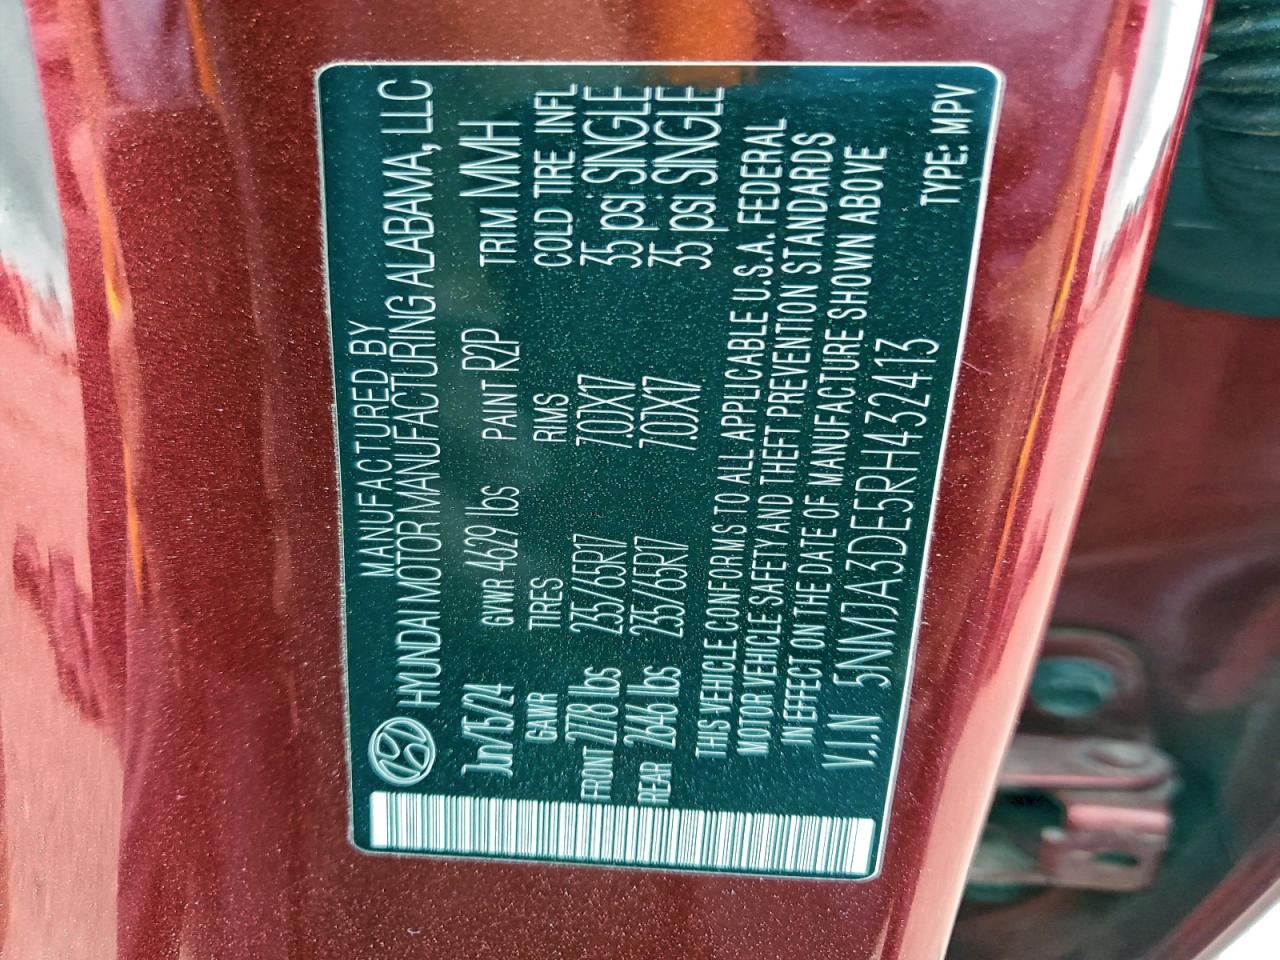 MANUFACTURED BY
HYUNDAI MOTOR MANUFACTURING ALABAMA, LLC
Jun/15/24 GVWR 4629 lbs PAINT R2P TRIM MMH
GAWR TIRES RIMS COLD TIRE INFL
FRONT 2778 lbs 235/65R17 7.0JX17 35 psi SINGLE
REAR 2646 lbs 235/65R17 7.0JX17 35 psi SINGLE
THIS VEHICLE CONFORMS TO ALL APPLICABLE U.S.A. FEDERAL
MOTOR VEHICLE SAFETY AND THEFT PREVENTION STANDARDS
IN EFFECT ON THE DATE OF MANUFACTURE SHOWN ABOVE
V.I.N 5NMJA3DE5RH432413
TYPE: MPV